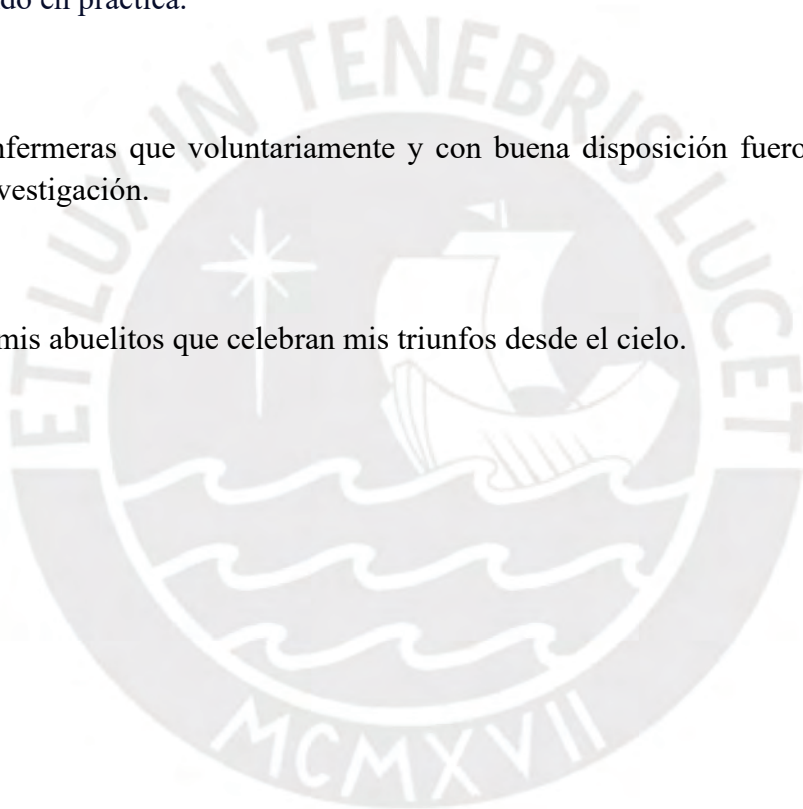 do en práctica.
ET LUX IN TENEBRIS LUCET
nfermeras que voluntariamente y con buena disposición fuero
vestigación.
mis abuelitos que celebran mis triunfos desde el cielo.
MCMXVII